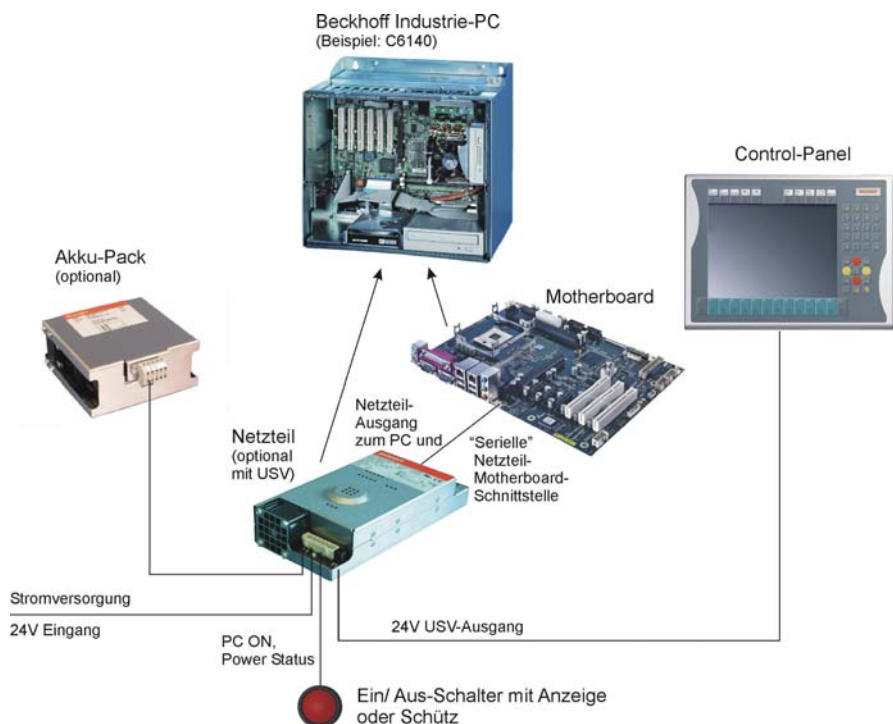 Beckhoff Industrie-PC
(Beispiel: C6140)
Control-Panel
Akku-Pack
(optional)
Motherboard
Netzteil-
Ausgang
zum PC und
Netzteil
(optional
mit USV)
"Serielle"
Netzteil-
Motherboard-
Schnittstelle
Stromversorgung
24V Eingang
24V USV-Ausgang
PC ON,
Power Status
Ein/ Aus-Schalter mit Anzeige
oder Schütz